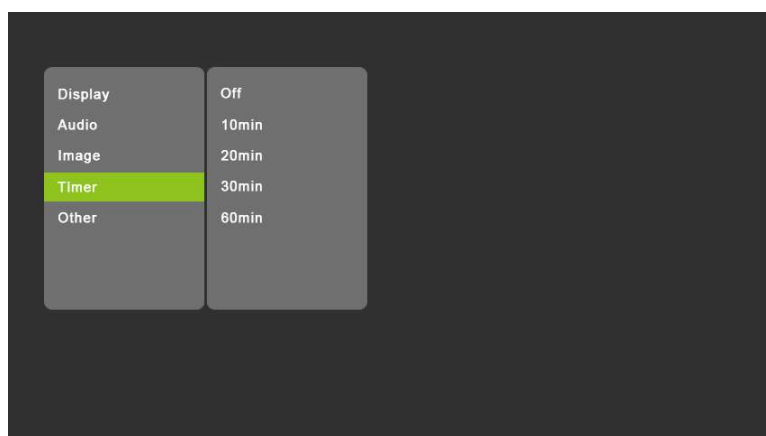 Display
Audio
Image
TImer
Other
Off
10min
20min
30min
60min